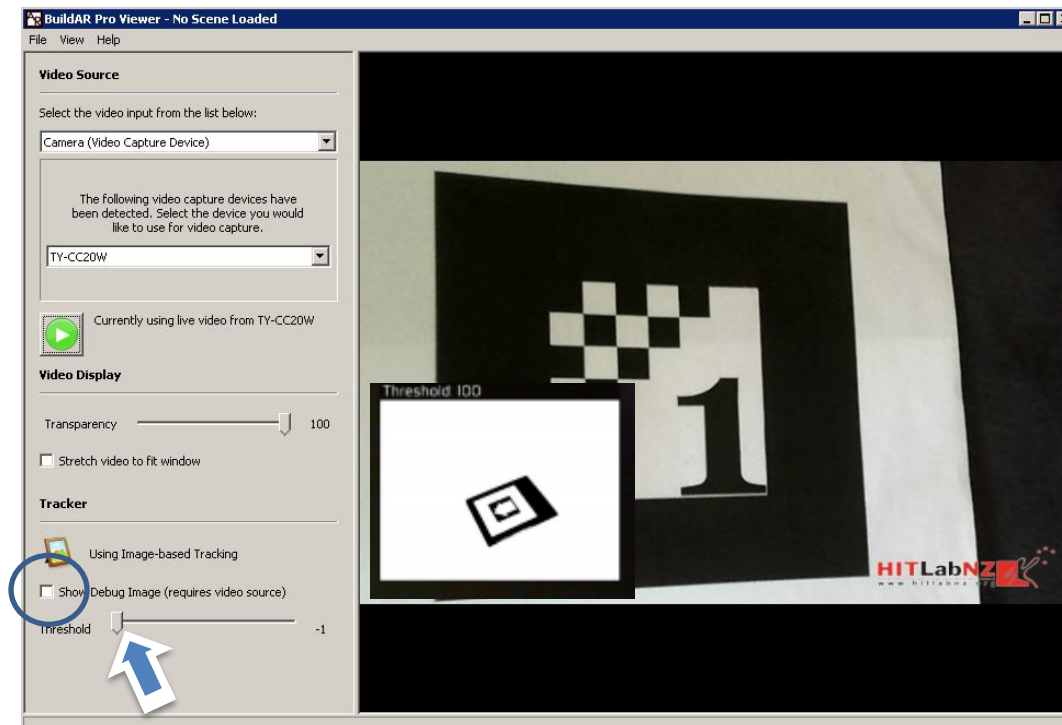 BuildAR Pro Viewer - No Scene Loaded
File View Help
Video Source
Select the video input from the list below:
Camera (Video Capture Device)
The following video capture devices have
been detected. Select the device you would
like to use for video capture.
TY-CC20W
Currently using live video from TY-CC20W
Video Display
Transparency 100
Stretch video to fit window
Tracker
Using Image-based Tracking
Show Debug Image (requires video source)
Threshold -1
1
Threshold: 100
HITLabNZ
www.hitlabnz.org